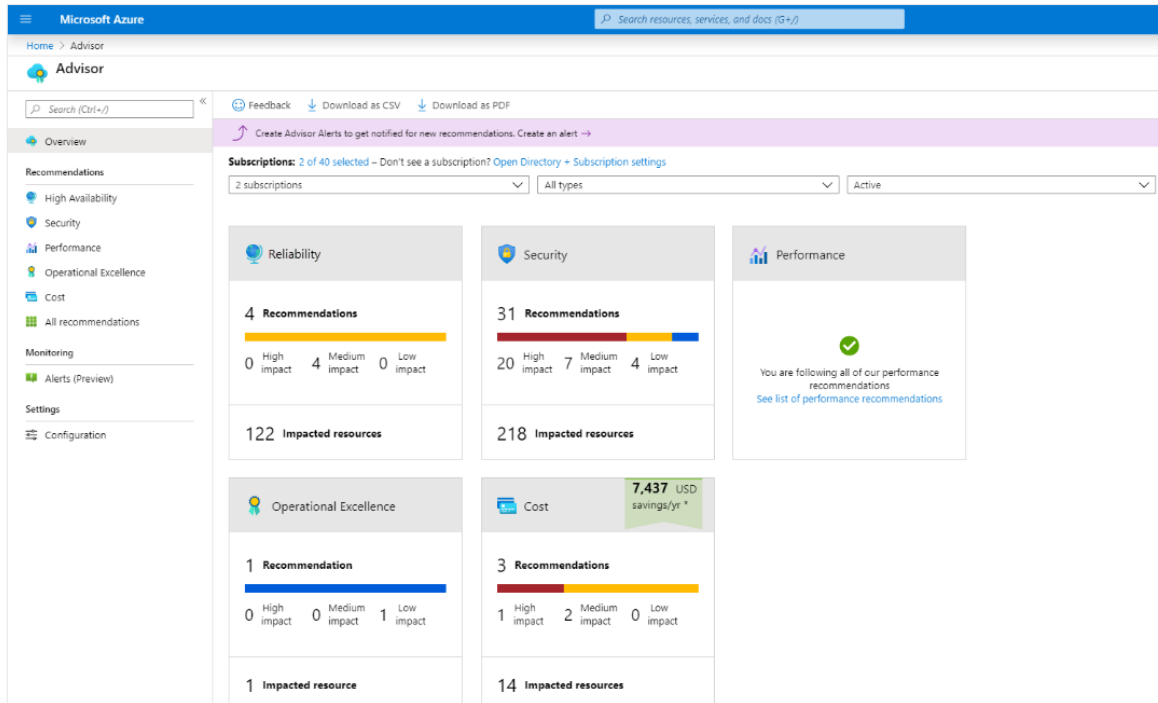 Microsoft Azure
Search resources, services, and docs (G+/)
Home > Advisor
Advisor
Search (Ctrl+/)
«
Overview
Recommendations
High Availability
Security
Performance
Operational Excellence
Cost
All recommendations
Monitoring
Alerts (Preview)
Settings
Configuration
Feedback
Download as CSV
Download as PDF
Create Advisor Alerts to get notified for new recommendations. Create an alert →
Subscriptions: 2 of 40 selected – Don't see a subscription? Open Directory + Subscription settings
2 subscriptions
All types
Active
Reliability
4 Recommendations
0 High impact 4 Medium impact 0 Low impact
122 Impacted resources
Security
31 Recommendations
20 High impact 7 Medium impact 4 Low impact
218 Impacted resources
Performance
You are following all of our performance
recommendations
See list of performance recommendations
Operational Excellence
1 Recommendation
0 High impact 0 Medium impact 1 Low impact
1 Impacted resource
Cost
7,437 USD
savings/yr *
3 Recommendations
1 High impact 2 Medium impact 0 Low impact
14 Impacted resources